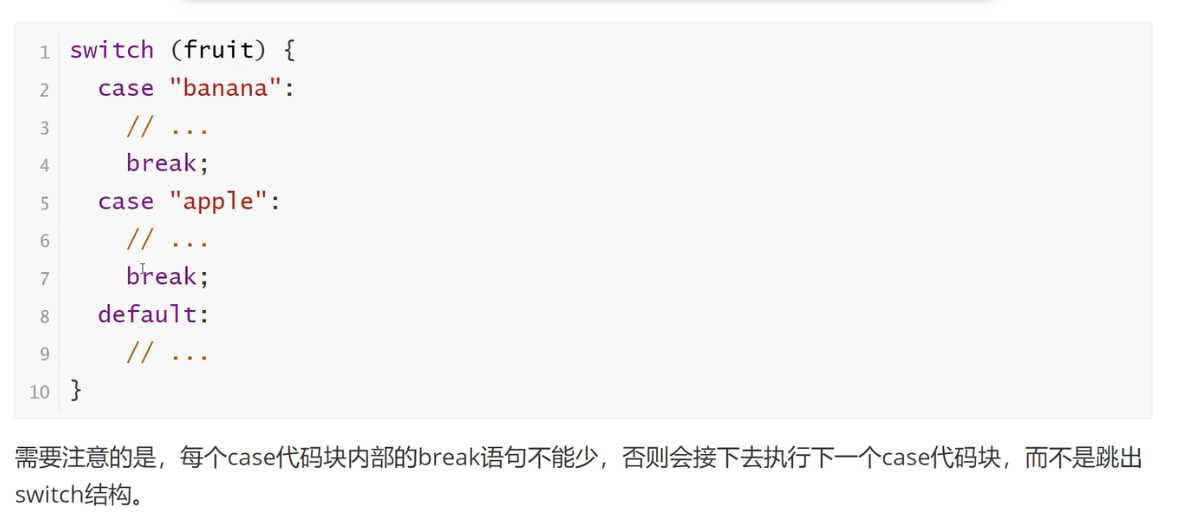 1 switch (fruit) {
2 case "banana":
3 // ...
4 break;
5 case "apple":
6 // ...
7 break;
8 default:
9 // ...
10 }
需要注意的是，每个case代码块内部的break语句不能少，否则会接下去执行下一个case代码块，而不是跳出
switch结构。